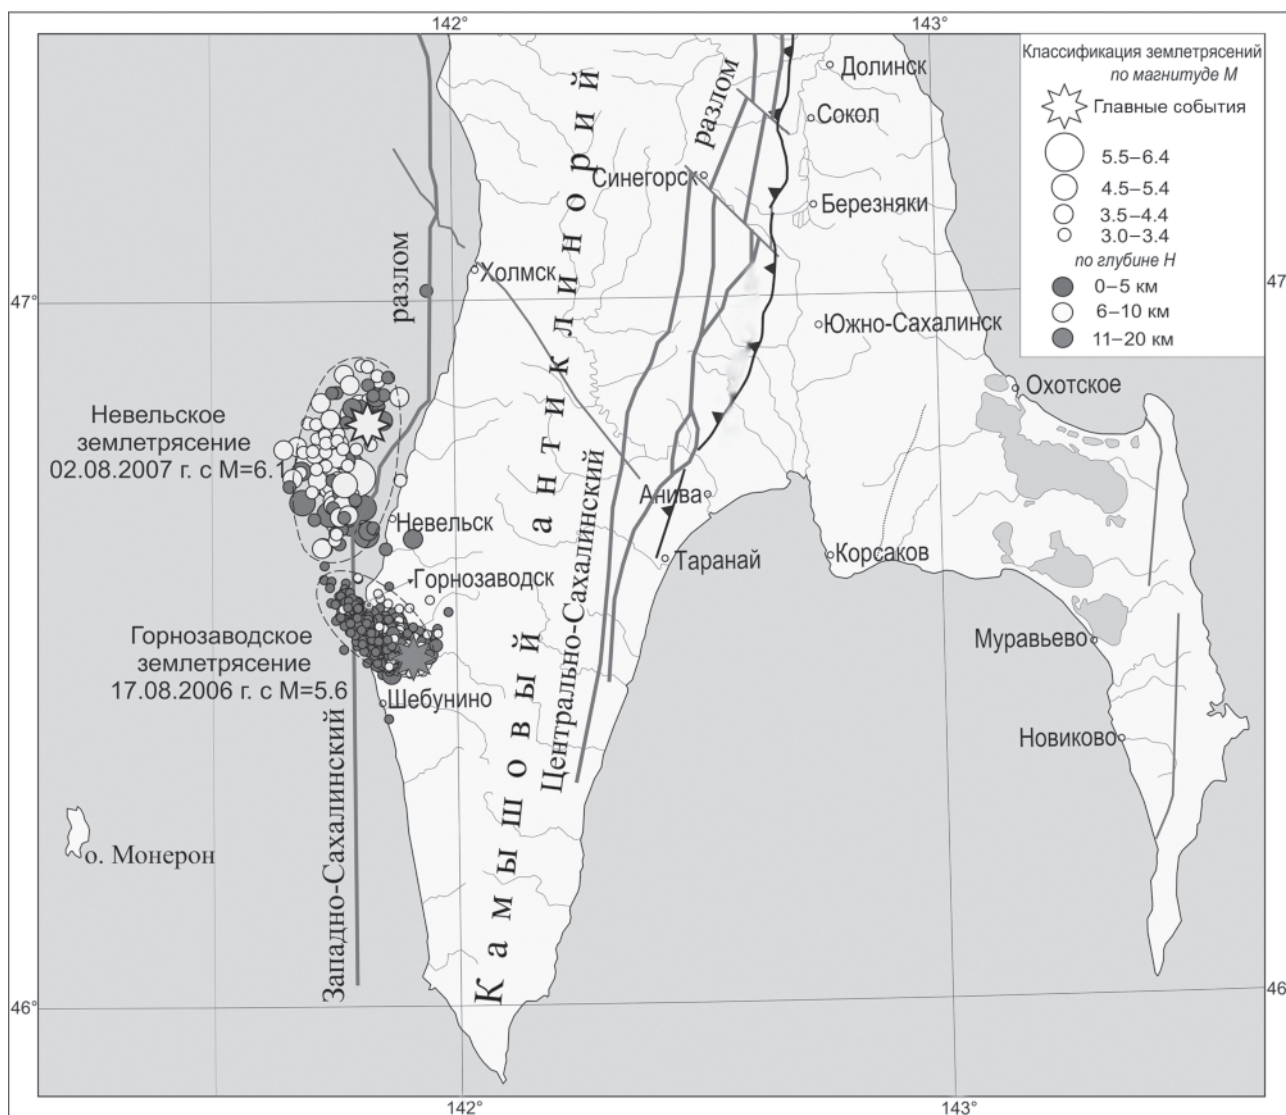 142°
143°
Классификация землетрясений
по магнитуде М
Главные события
5.5–6.4
4.5–5.4
3.5–4.4
3.0–3.4
по глубине Н
0–5 км
6–10 км
11–20 км
Долинск
Сокол
разлом
Синегорск
Березняки
Холмск
разлом
47°
47
Южно-Сахалинск
Охотское
Невельское
землетрясение
02.08.2007 г. с М=6.1
Анива
Невельск
Корсаков
Таранай
Горнозаводск
Горнозаводское
землетрясение
17.08.2006 г. с М=5.6
Муравьево
Шебунино
Новиково
Центрально-Сахалинский
Камышовый антиклинорий
Западно-Сахалинский
о. Монерон
46°
46
142°
143°